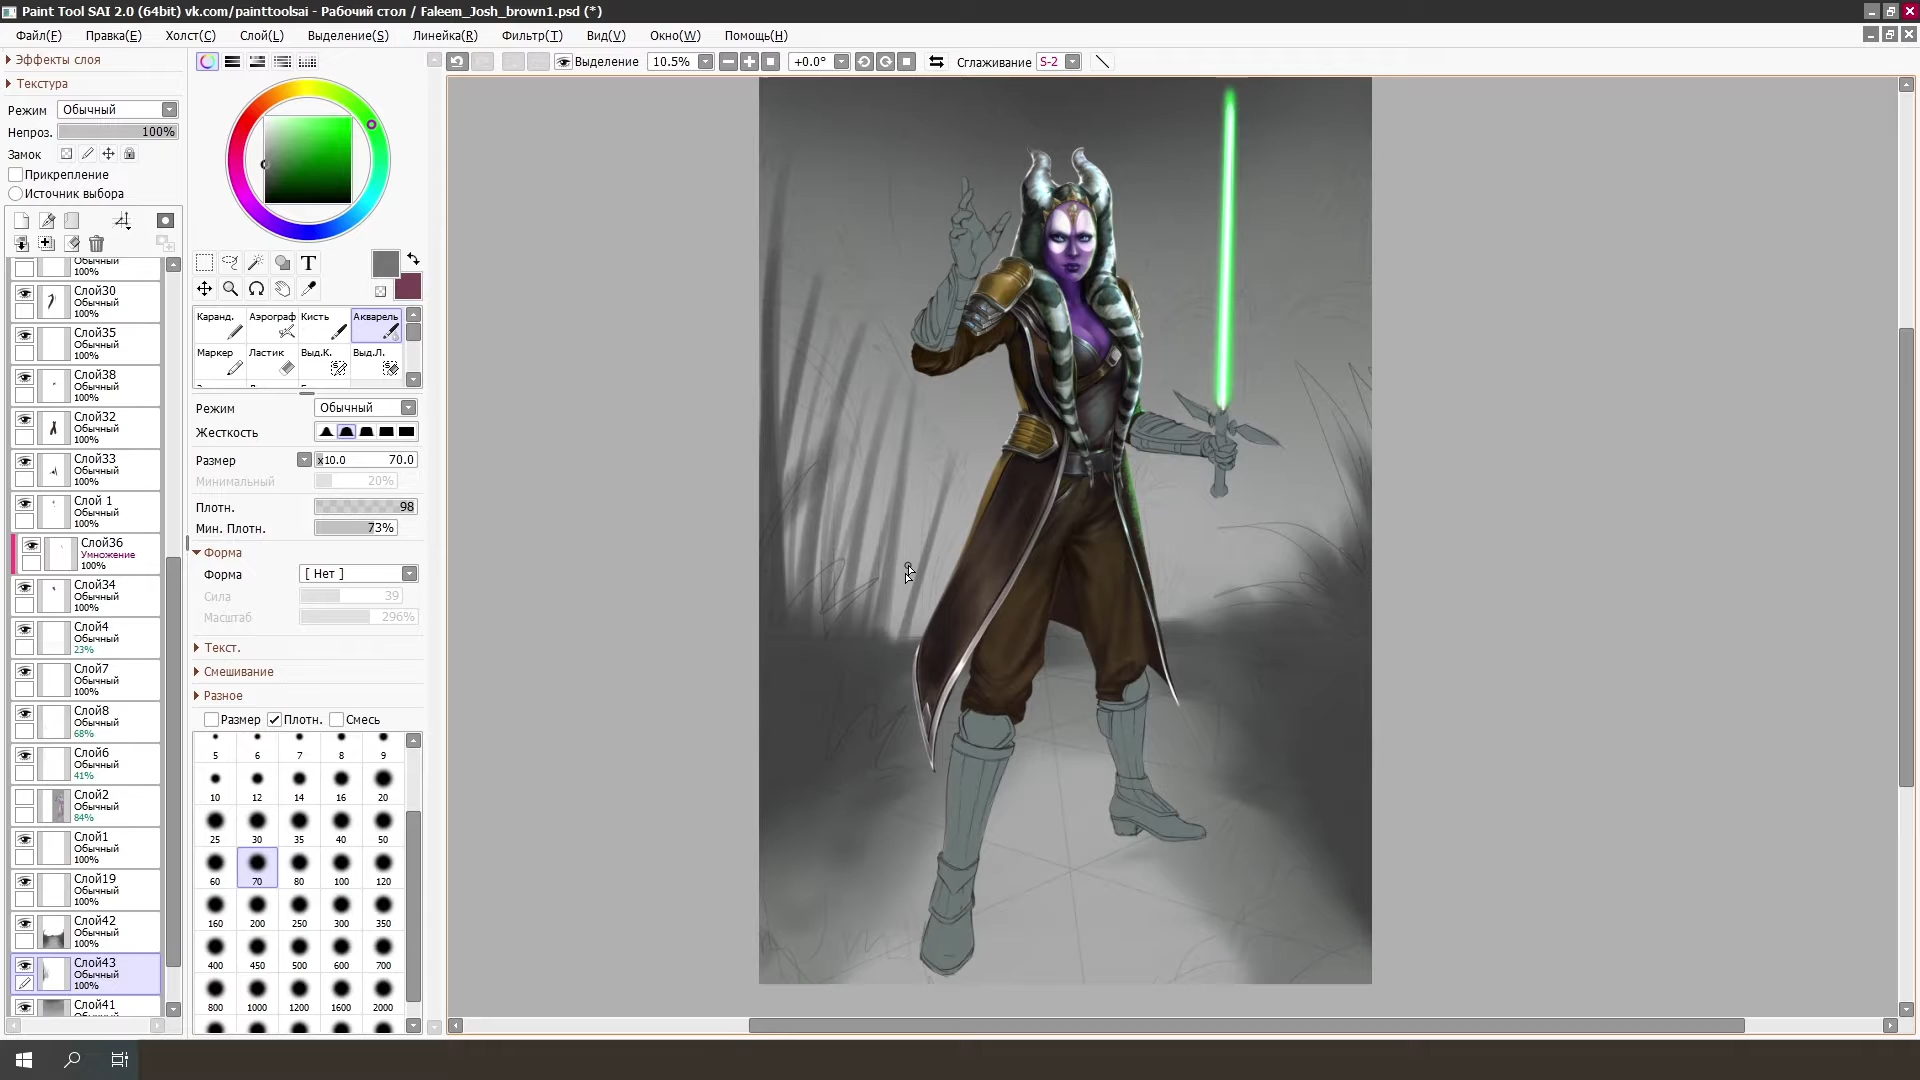 Paint Tool SAI 2.0 (64bit) vk.com/painttoolsai - Рабочий стол / Faleem_Josh_brown1.psd (*)
Файл(F) Правка(E) Холст(C) Слой(L) Выделение(S) Линейка(R) Фильтр(T) Вид(V) Окно(W) Помощь(H)
Выделение 10.5% +0.0° Сглаживание S-2
Эффекты слоя
Текстура
Режим Обычный
Непроз. 100%
Замок
Прикрепление
Источник выбора
Обычный
100%
Слой30
Обычный
100%
Слой35
Обычный
100%
Слой38
Обычный
100%
Слой32
Обычный
100%
Слой33
Обычный
100%
Слой 1
Обычный
100%
Слой36
Умножение
100%
Слой34
Обычный
100%
Слой4
Обычный
23%
Слой7
Обычный
100%
Слой8
Обычный
68%
Слой6
Обычный
41%
Слой2
Обычный
84%
Слой1
Обычный
100%
Слой19
Обычный
100%
Слой42
Обычный
100%
Слой43
Обычный
100%
Слой41
Обычный
T
Каранд. Аэрограф Кисть Акварель
Маркер Ластик Выд.К. Выд.Л.
Режим Обычный
Жесткость
Размер x10.0 70.0
Минимальный 20%
Плотн. 98
Мин. Плотн. 73%
Форма
Форма [ Нет ]
Сила 39
Масштаб 296%
Текст.
Смешивание
Разное
Размер Плотн. Смесь
5 6 7 8 9
10 12 14 16 20
25 30 35 40 50
60 70 80 100 120
160 200 250 300 350
400 450 500 600 700
800 1000 1200 1600 2000